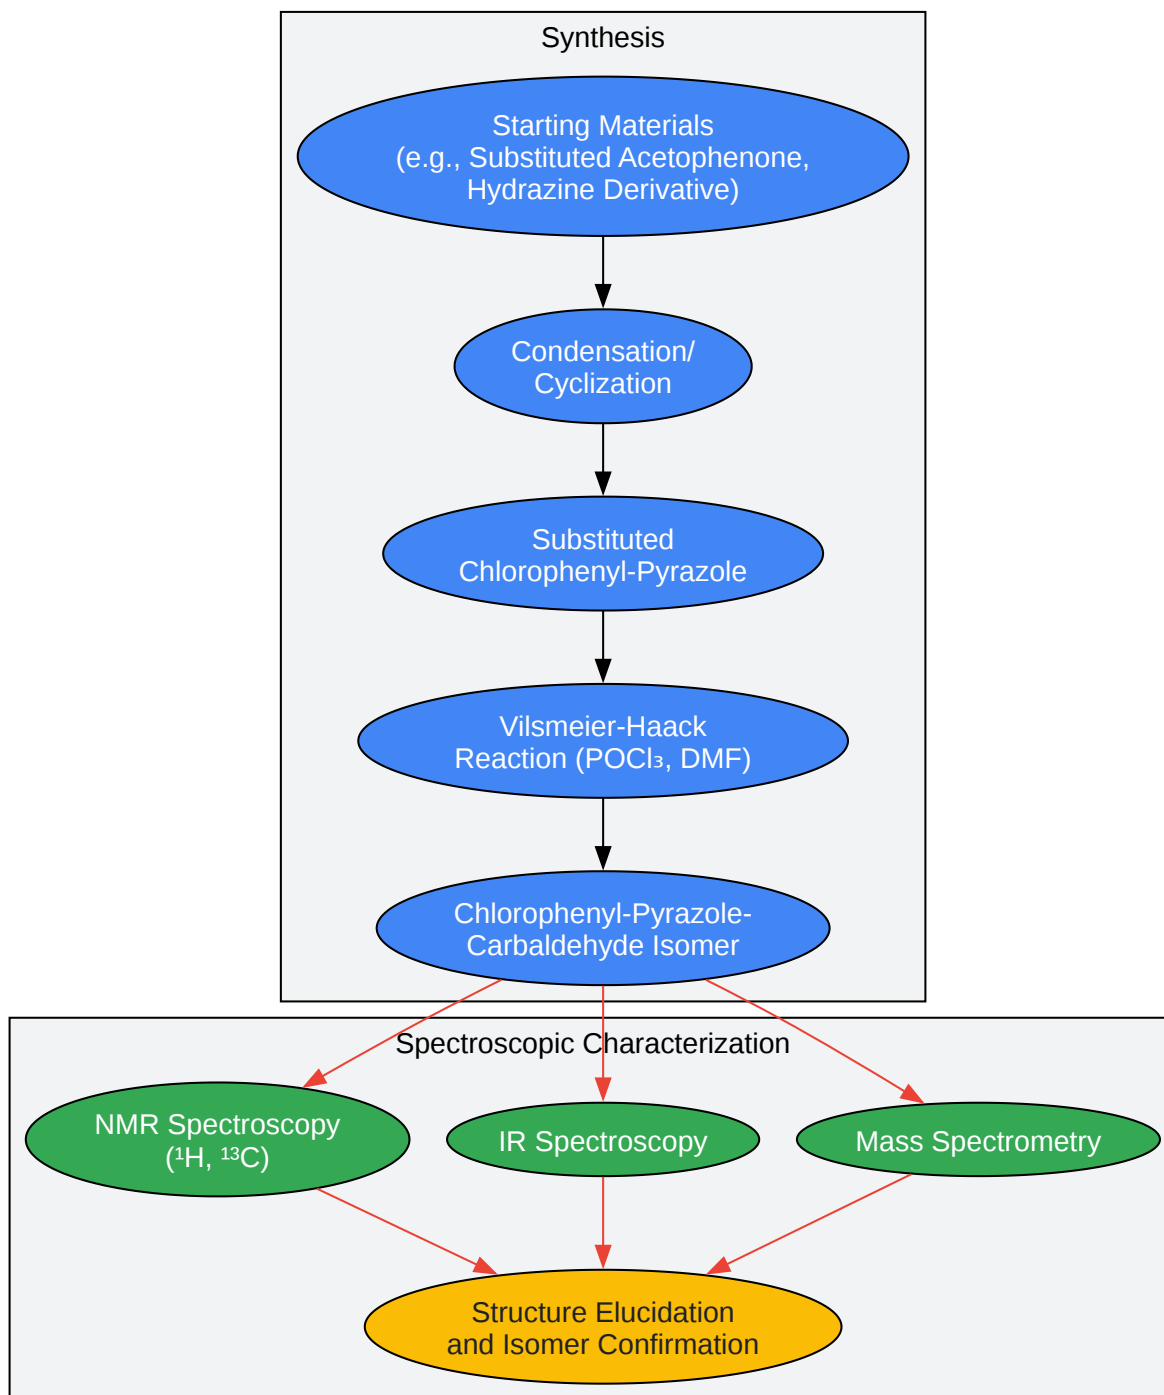 Synthesis
Starting Materials
(e.g., Substituted Acetophenone,
Hydrazine Derivative)
Condensation/
Cyclization
Substituted
Chlorophenyl-Pyrazole
Vilsmeier-Haack
Reaction (POCl₃, DMF)
Chlorophenyl-Pyrazole-
Carbaldehyde Isomer
Spectroscopic Characterization
NMR Spectroscopy
(¹H, ¹³C)
IR Spectroscopy
Mass Spectrometry
Structure Elucidation
and Isomer Confirmation